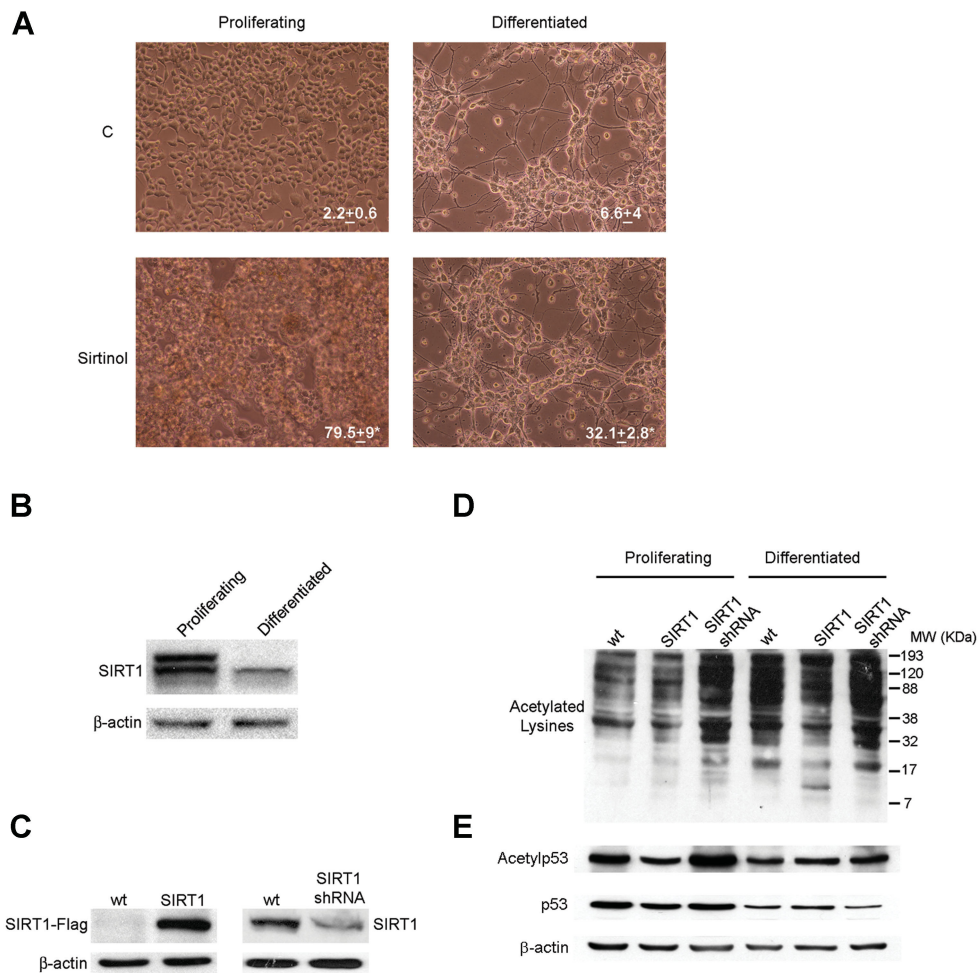 A
Proliferating
Differentiated
C
2.2±0.6
6.6±4
Sirtinol
79.5±9*
32.1±2.8*
B
Proliferating
Differentiated
SIRT1
β-actin
C
wt
SIRT1
wt
SIRT1
shRNA
SIRT1-Flag
SIRT1
β-actin
D
Proliferating
Differentiated
wt
SIRT1
SIRT1
shRNA
wt
SIRT1
SIRT1
shRNA
MW (KDa)
Acetylated
Lysines
193
120
88
38
32
17
7
E
Acetylp53
p53
β-actin